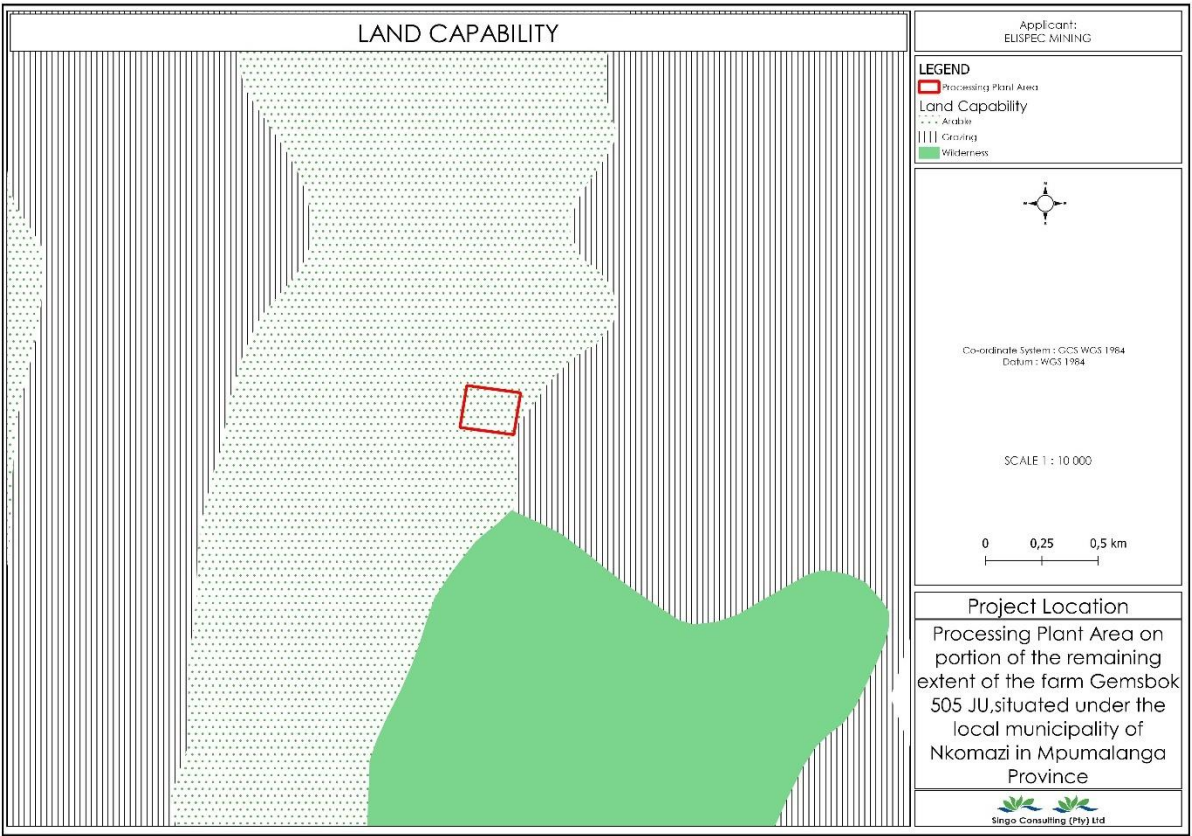 LAND CAPABILITY
Applicant:
ELISPEC MINING
LEGEND
Processing Plant Area
Land Capability
Arable
Grazing
Wilderness
Co-ordinate System : GCS WGS 1984
Datum : WGS 1984
SCALE 1 : 10 000
0 0,25 0,5 km
Project Location
Processing Plant Area on
portion of the remaining
extent of the farm Gemsbok
505 JU,situated under the
local municipality of
Nkomazi in Mpumalanga
Province
Singo Consulting (Pty) Ltd